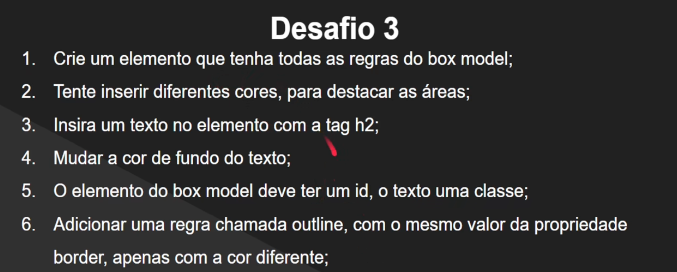 Desafio 3
1. Crie um elemento que tenha todas as regras do box model;
2. Tente inserir diferentes cores, para destacar as áreas;
3. Insira um texto no elemento com a tag h2;
4. Mudar a cor de fundo do texto;
5. O elemento do box model deve ter um id, o texto uma classe;
6. Adicionar uma regra chamada outline, com o mesmo valor da propriedade
border, apenas com a cor diferente;